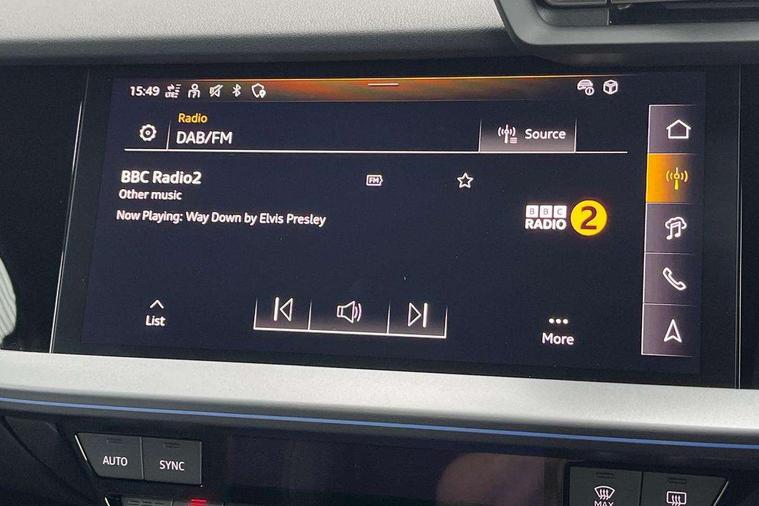 15:49 LTE
Radio
DAB/FM
Source
BBC Radio2
FM
Other music
Now Playing: Way Down by Elvis Presley
BBC
RADIO 2
List
More
AUTO
SYNC
MAX